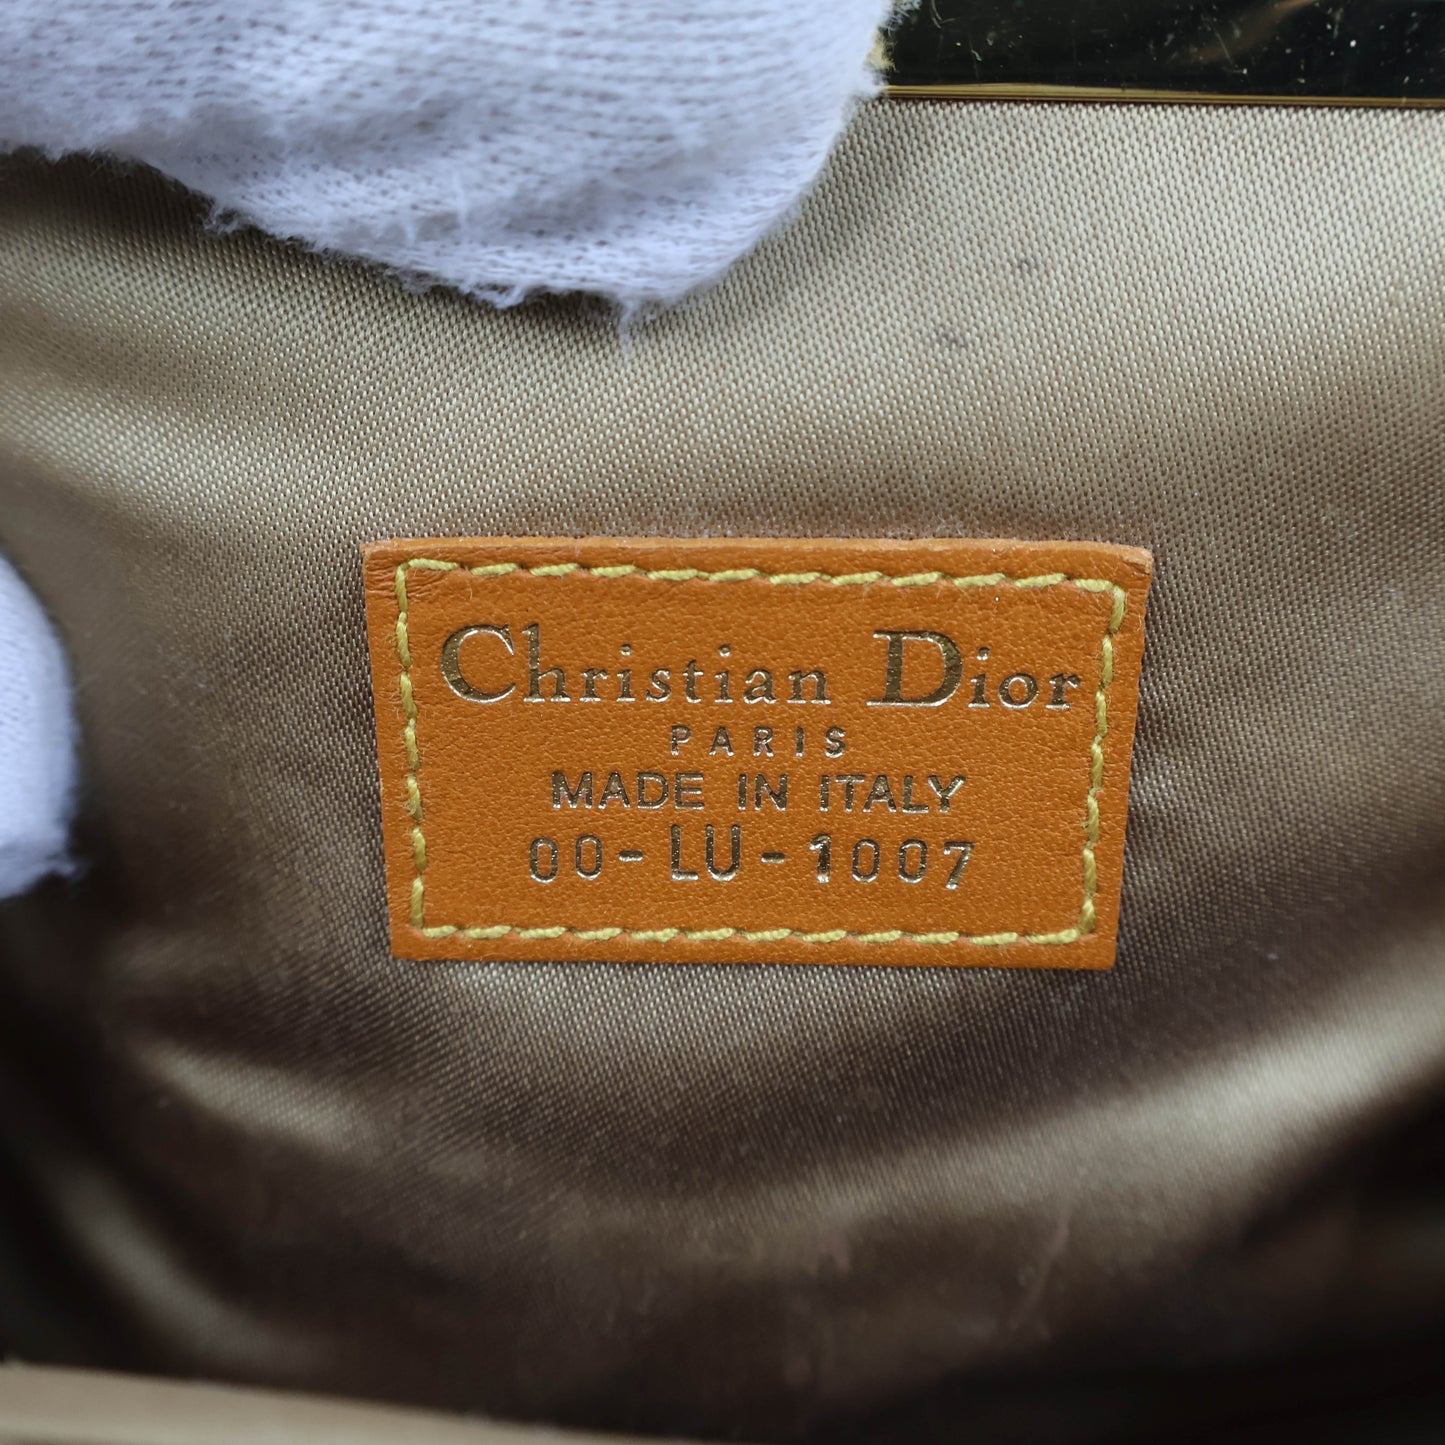 Christian Dior
PARIS
MADE IN ITALY
00-LU-1007